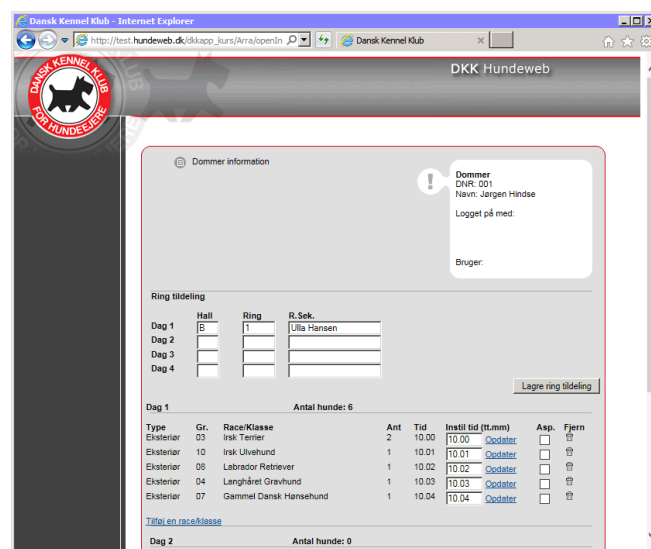 Dansk Kennel Klub - Internet Explorer
http://test.hundeweb.dk/dkkapp_kurs/Arra/openIn
Dansk Kennel Klub
DKK Hundeweb
DANSK KENNEL KLUB
FOR HUNDEEJERE
Dommer information
Dommer
DNR: 001
Navn: Jørgen Hindse
Logget på med:
Bruger:
Ring tildeling
Hall Ring R.Sek.
Dag 1 B 1 Ulla Hansen
Dag 2
Dag 3
Dag 4
Lagre ring tildeling
Dag 1 Antal hunde: 6
Type Gr. Race/Klasse Ant Tid Instil tid (tt.mm) Asp. Fjern
Eksteriør 03 Irsk Terrier 2 10.00 10.00 Opdater
Eksteriør 10 Irsk Ulvehund 1 10.01 10.01 Opdater
Eksteriør 08 Labrador Retriever 1 10.02 10.02 Opdater
Eksteriør 04 Langhåret Gravhund 1 10.03 10.03 Opdater
Eksteriør 07 Gammel Dansk Hønsehund 1 10.04 10.04 Opdater
Tilføj en race/klasse
Dag 2 Antal hunde: 0